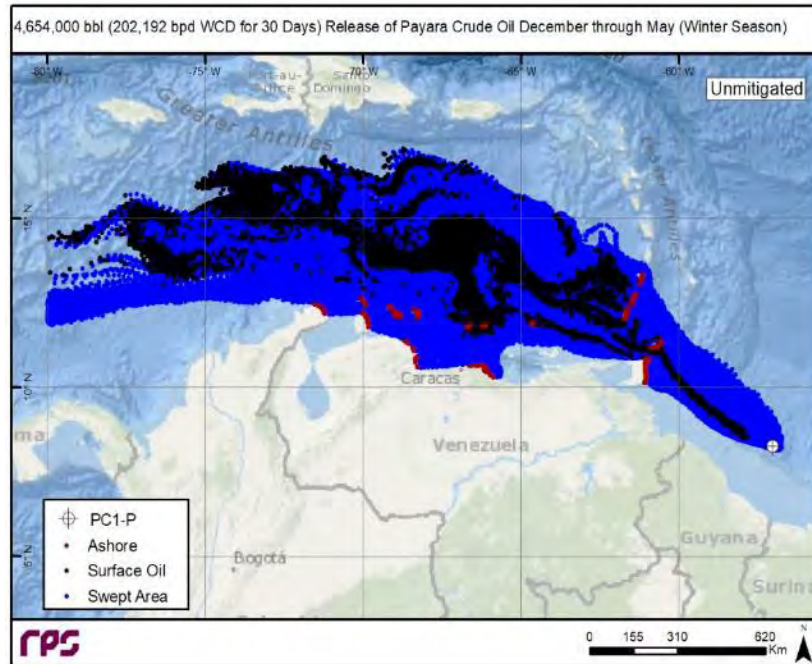 4,654,000 bbl (202,192 bpd WCD for 30 Days) Release of Payara Crude Oil December through May (Winter Season)
-80°W -75°W -70°W -65°W -60°W
Unmitigated
Port-au-Prince
Santo Domingo
Greater Antilles
Lesser Antilles
15°N
10°N
Caracas
Venezuela
PC1-P
Ashore
Surface Oil
Swept Area
Bogotá
5°N
Guyana
Surina
rps
N
0 155 310 620
Km